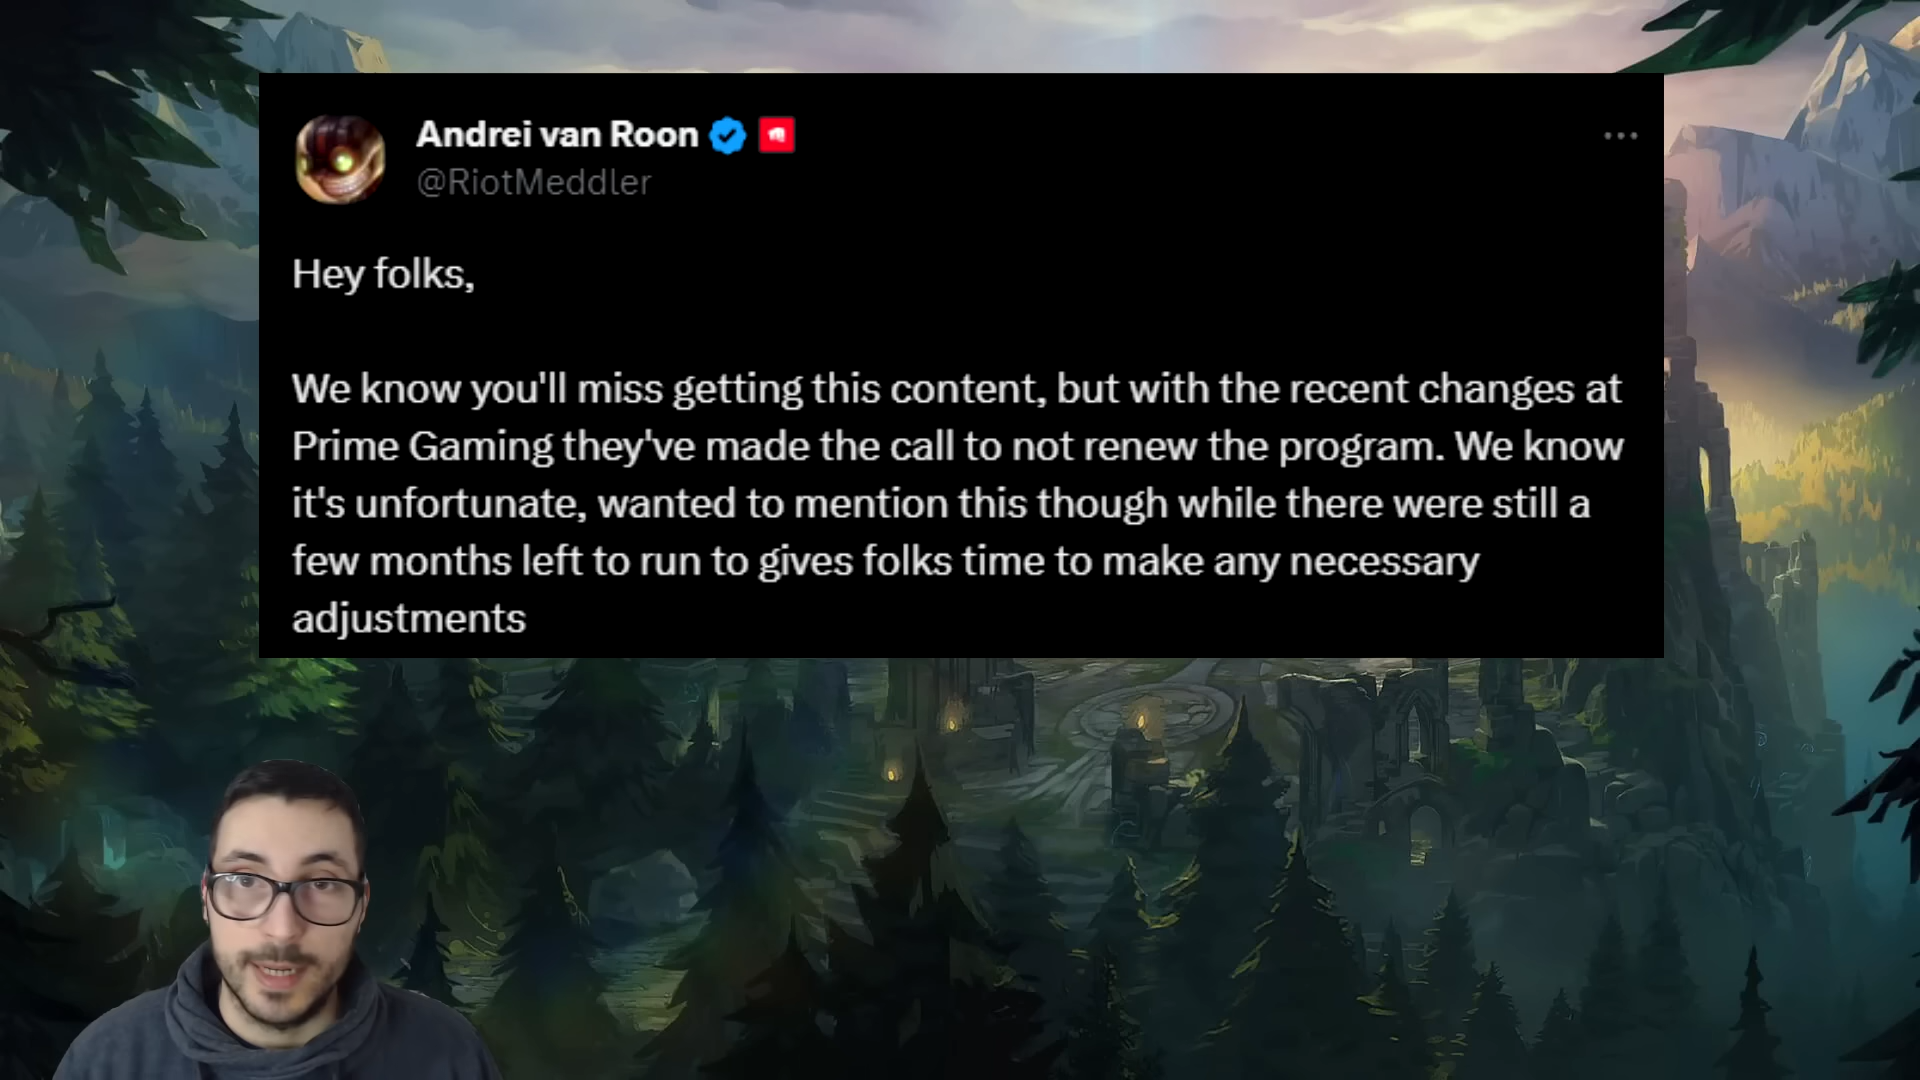 Andrei van Roon
@RiotMeddler
Hey folks,
We know you'll miss getting this content, but with the recent changes at
Prime Gaming they've made the call to not renew the program. We know
it's unfortunate, wanted to mention this though while there were still a
few months left to run to gives folks time to make any necessary
adjustments